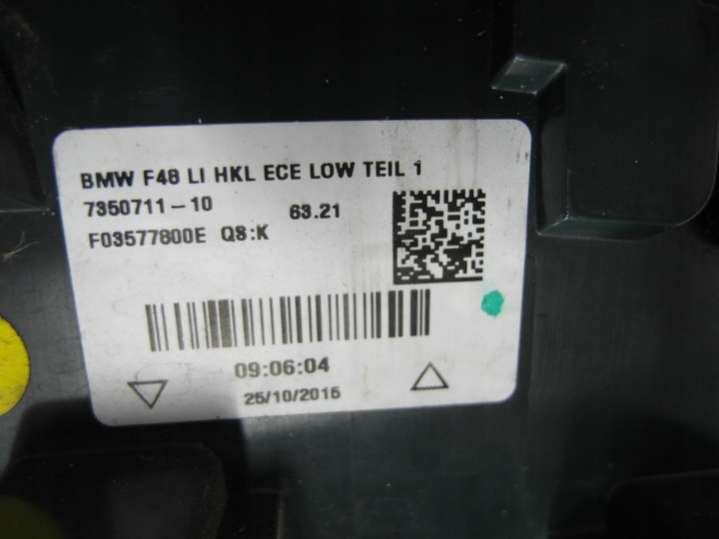 BMW F48 LI HKL ECE LOW TEIL 1
7350711-10 63.21
F03577800E Q8:K
09:06:04
25/10/2015